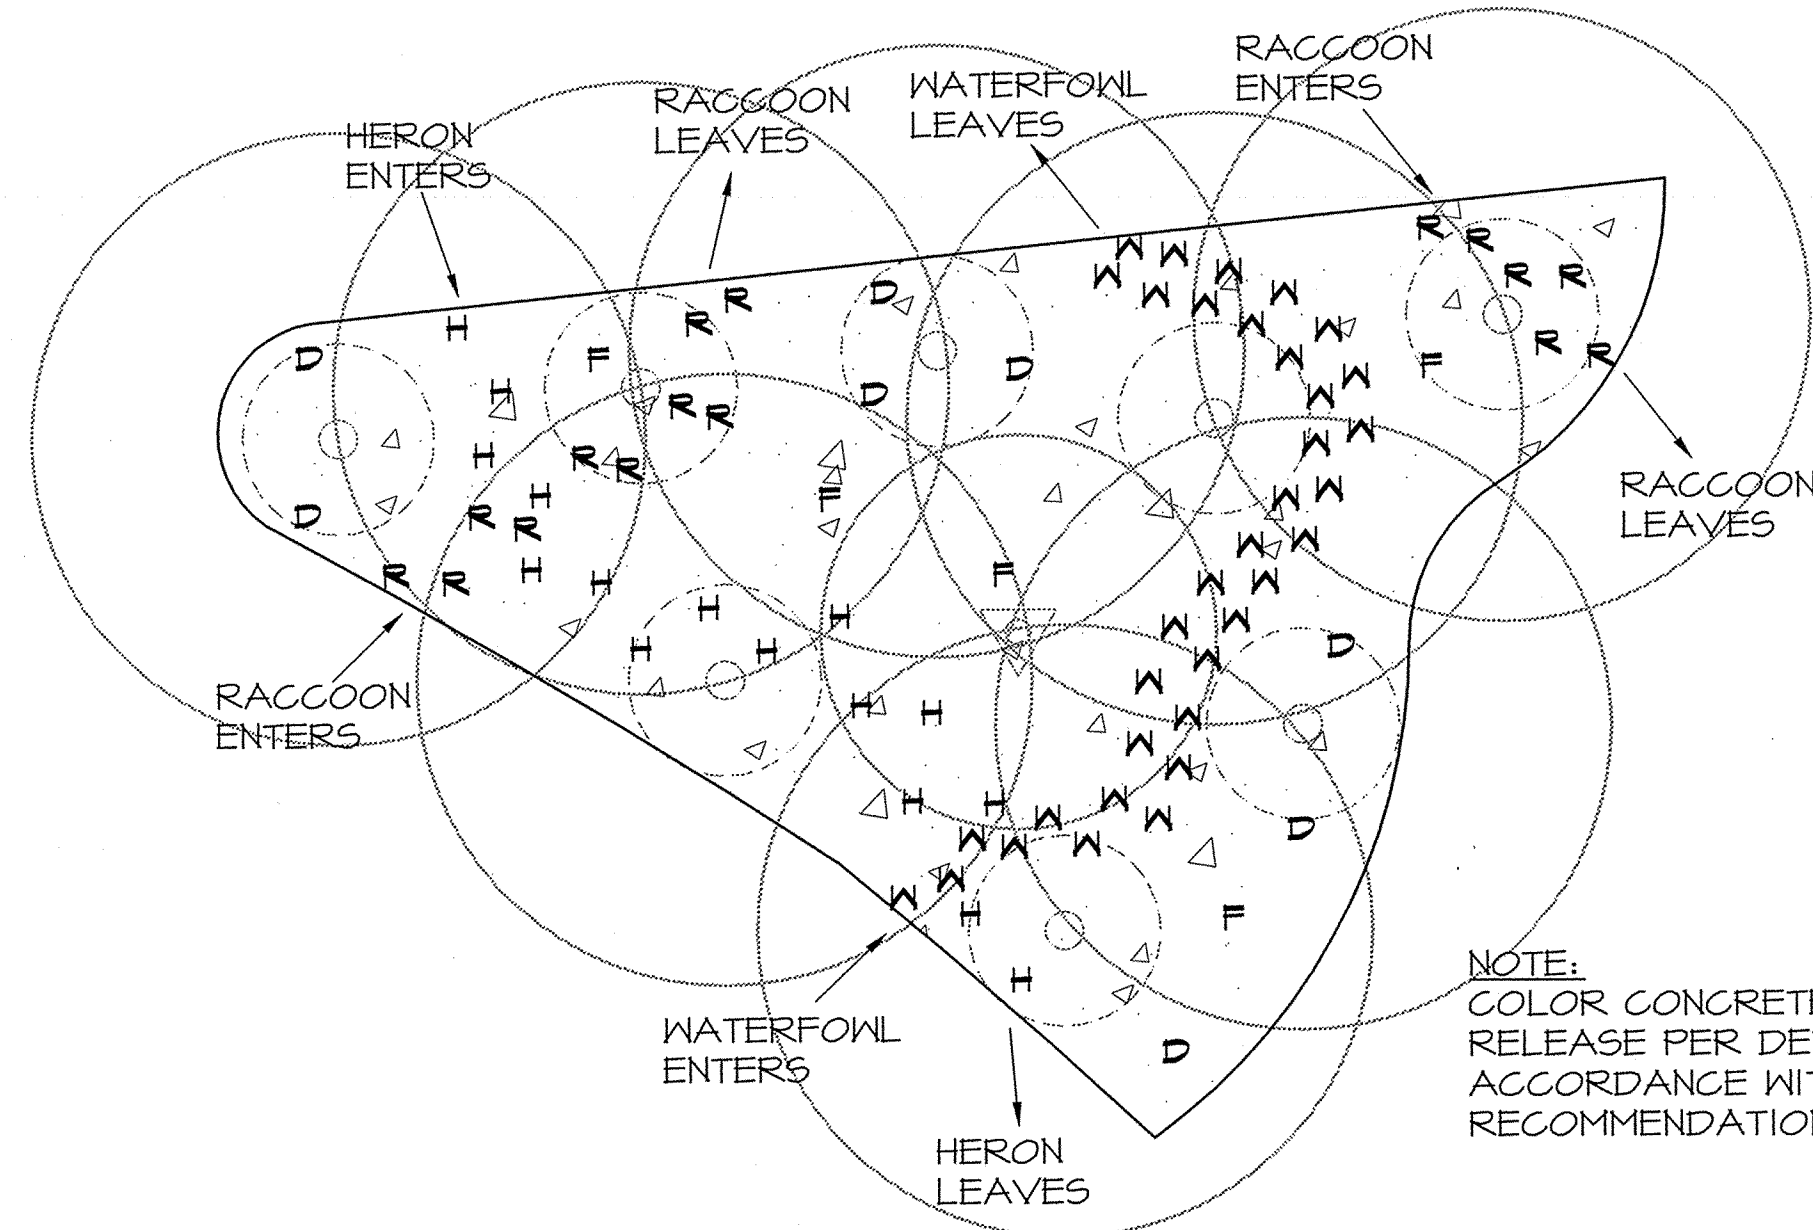 RACCOON
ENTERS
WATERFOWL
LEAVES
RACCOON
LEAVES
HERON
ENTERS
R
W W R
W W R R
D W W
R W
H R W W R
D F D W F R
H D R R W W
W W
H R R
H F W W
R R W W
R H F W W
R H W
H H W W
H H D
H W
H H W
W
W
H H W
W W D
W W W
W W
H F
H
D
RACCOON
LEAVES
RACCOON
ENTERS
WATERFOWL
ENTERS
HERON
LEAVES
NOTE:
COLOR CONCRETE
RELEASE PER DE
ACCORDANCE WIT
RECOMMENDATIO